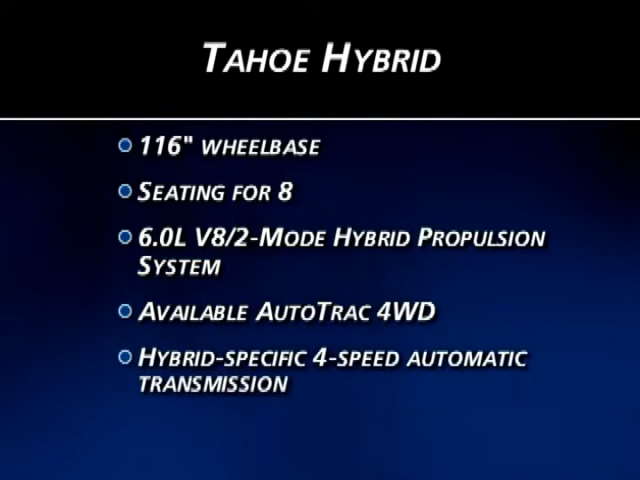 TAHOE HYBRID
116" WHEELBASE
SEATING FOR 8
6.0L V8/2-MODE HYBRID PROPULSION
SYSTEM
AVAILABLE AUTOTRAC 4WD
HYBRID-SPECIFIC 4-SPEED AUTOMATIC
TRANSMISSION